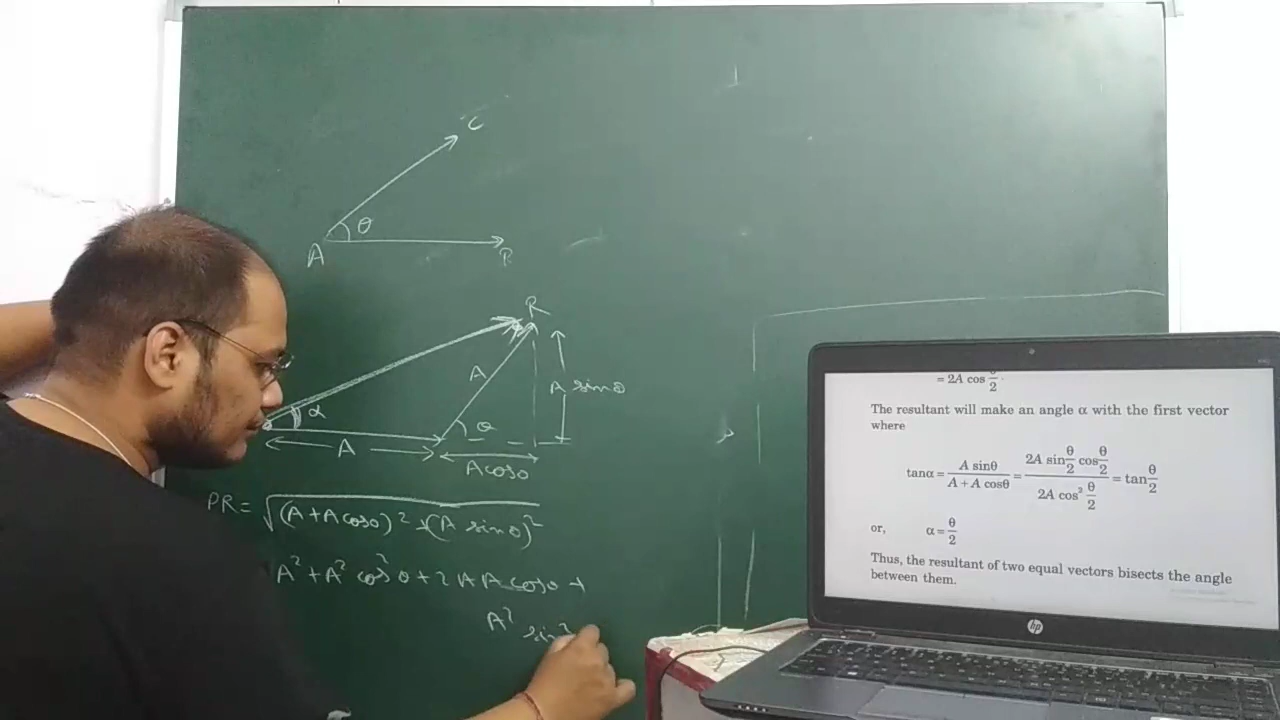 C
θ
A
B
R
A
A sinθ
α
θ
A
A cosθ
PR = √(A+A cosθ)² + (A sinθ)²
A² + A² cos²θ + 2 A A cosθ +
A² sin²
= 2A cos θ/2
The resultant will make an angle α with the first vector
where
tanα = A sinθ / A + A cosθ = 2A sin θ/2 cos θ/2 / 2A cos² θ/2 = tan θ/2
or, α = θ/2
Thus, the resultant of two equal vectors bisects the angle
between them.
hp